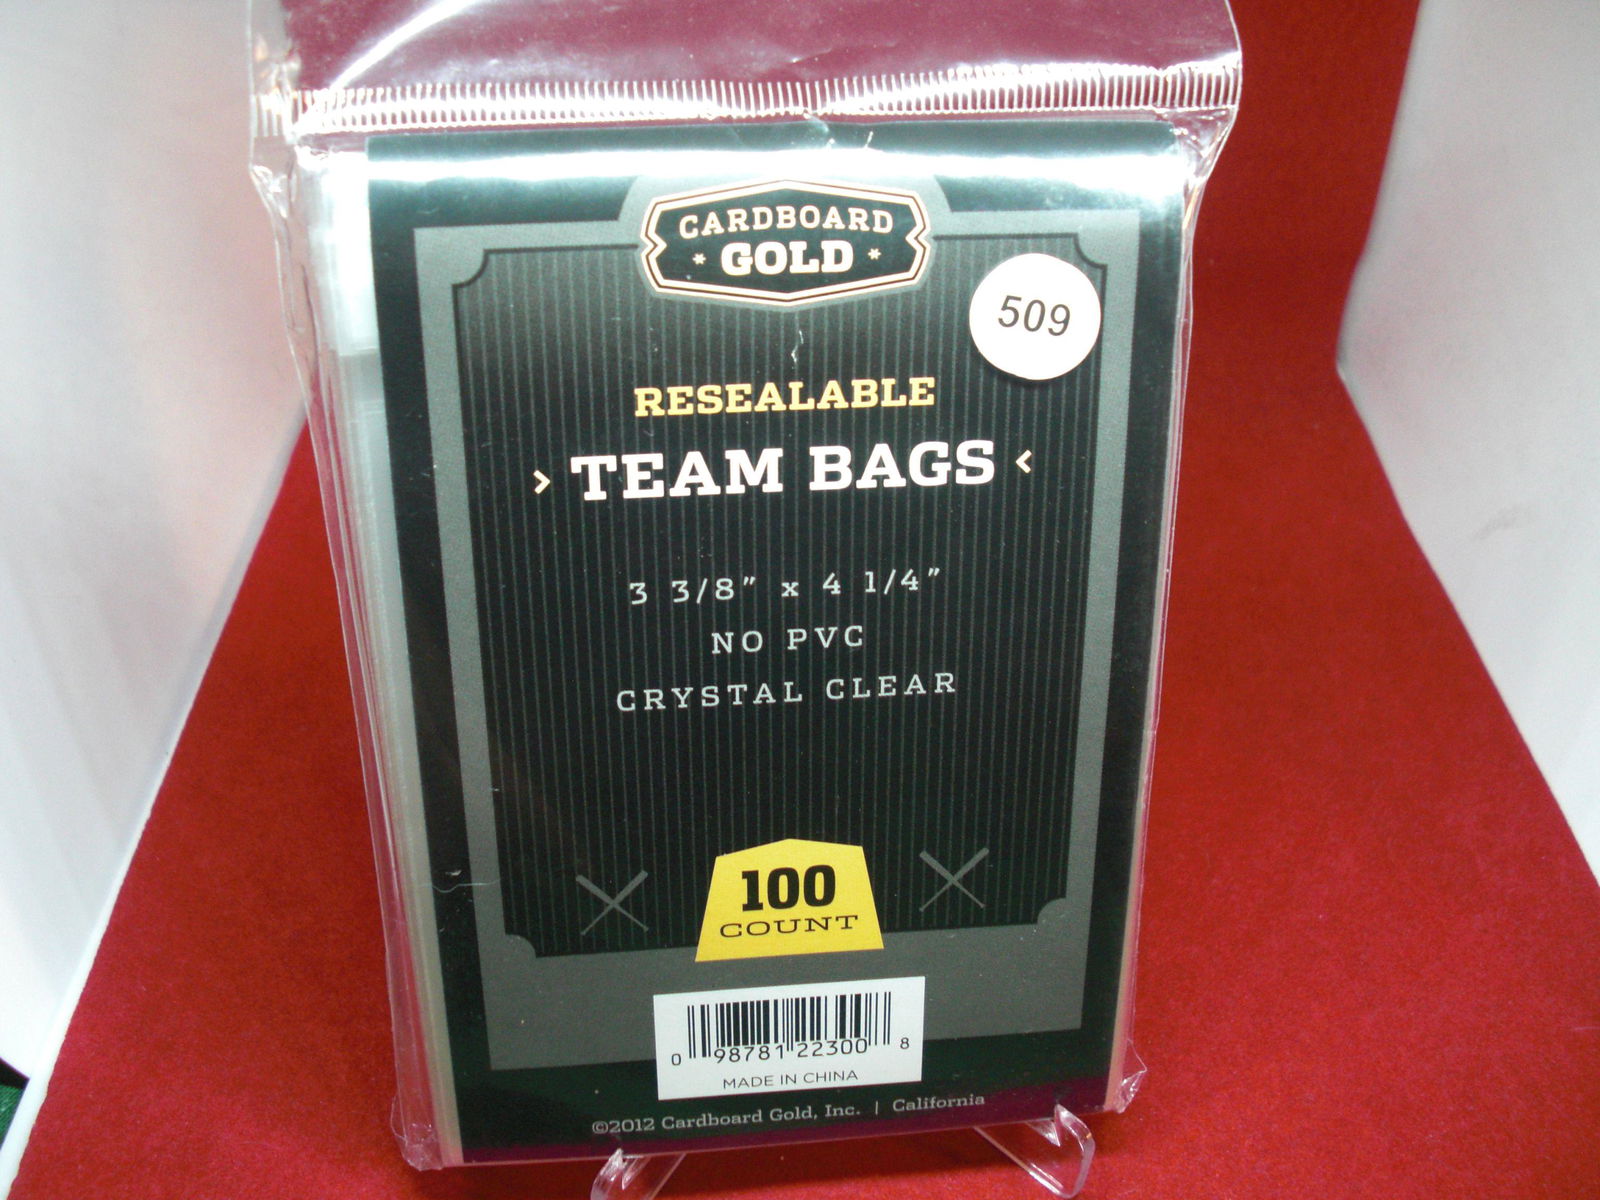 CARDBOARD
* GOLD *
509
RESEALABLE
› TEAM BAGS ‹
3 3/8" x 4 1/4"
NO PVC
CRYSTAL CLEAR
100
COUNT
0 98781 22300 8
MADE IN CHINA
©2012 Cardboard Gold, Inc. | California